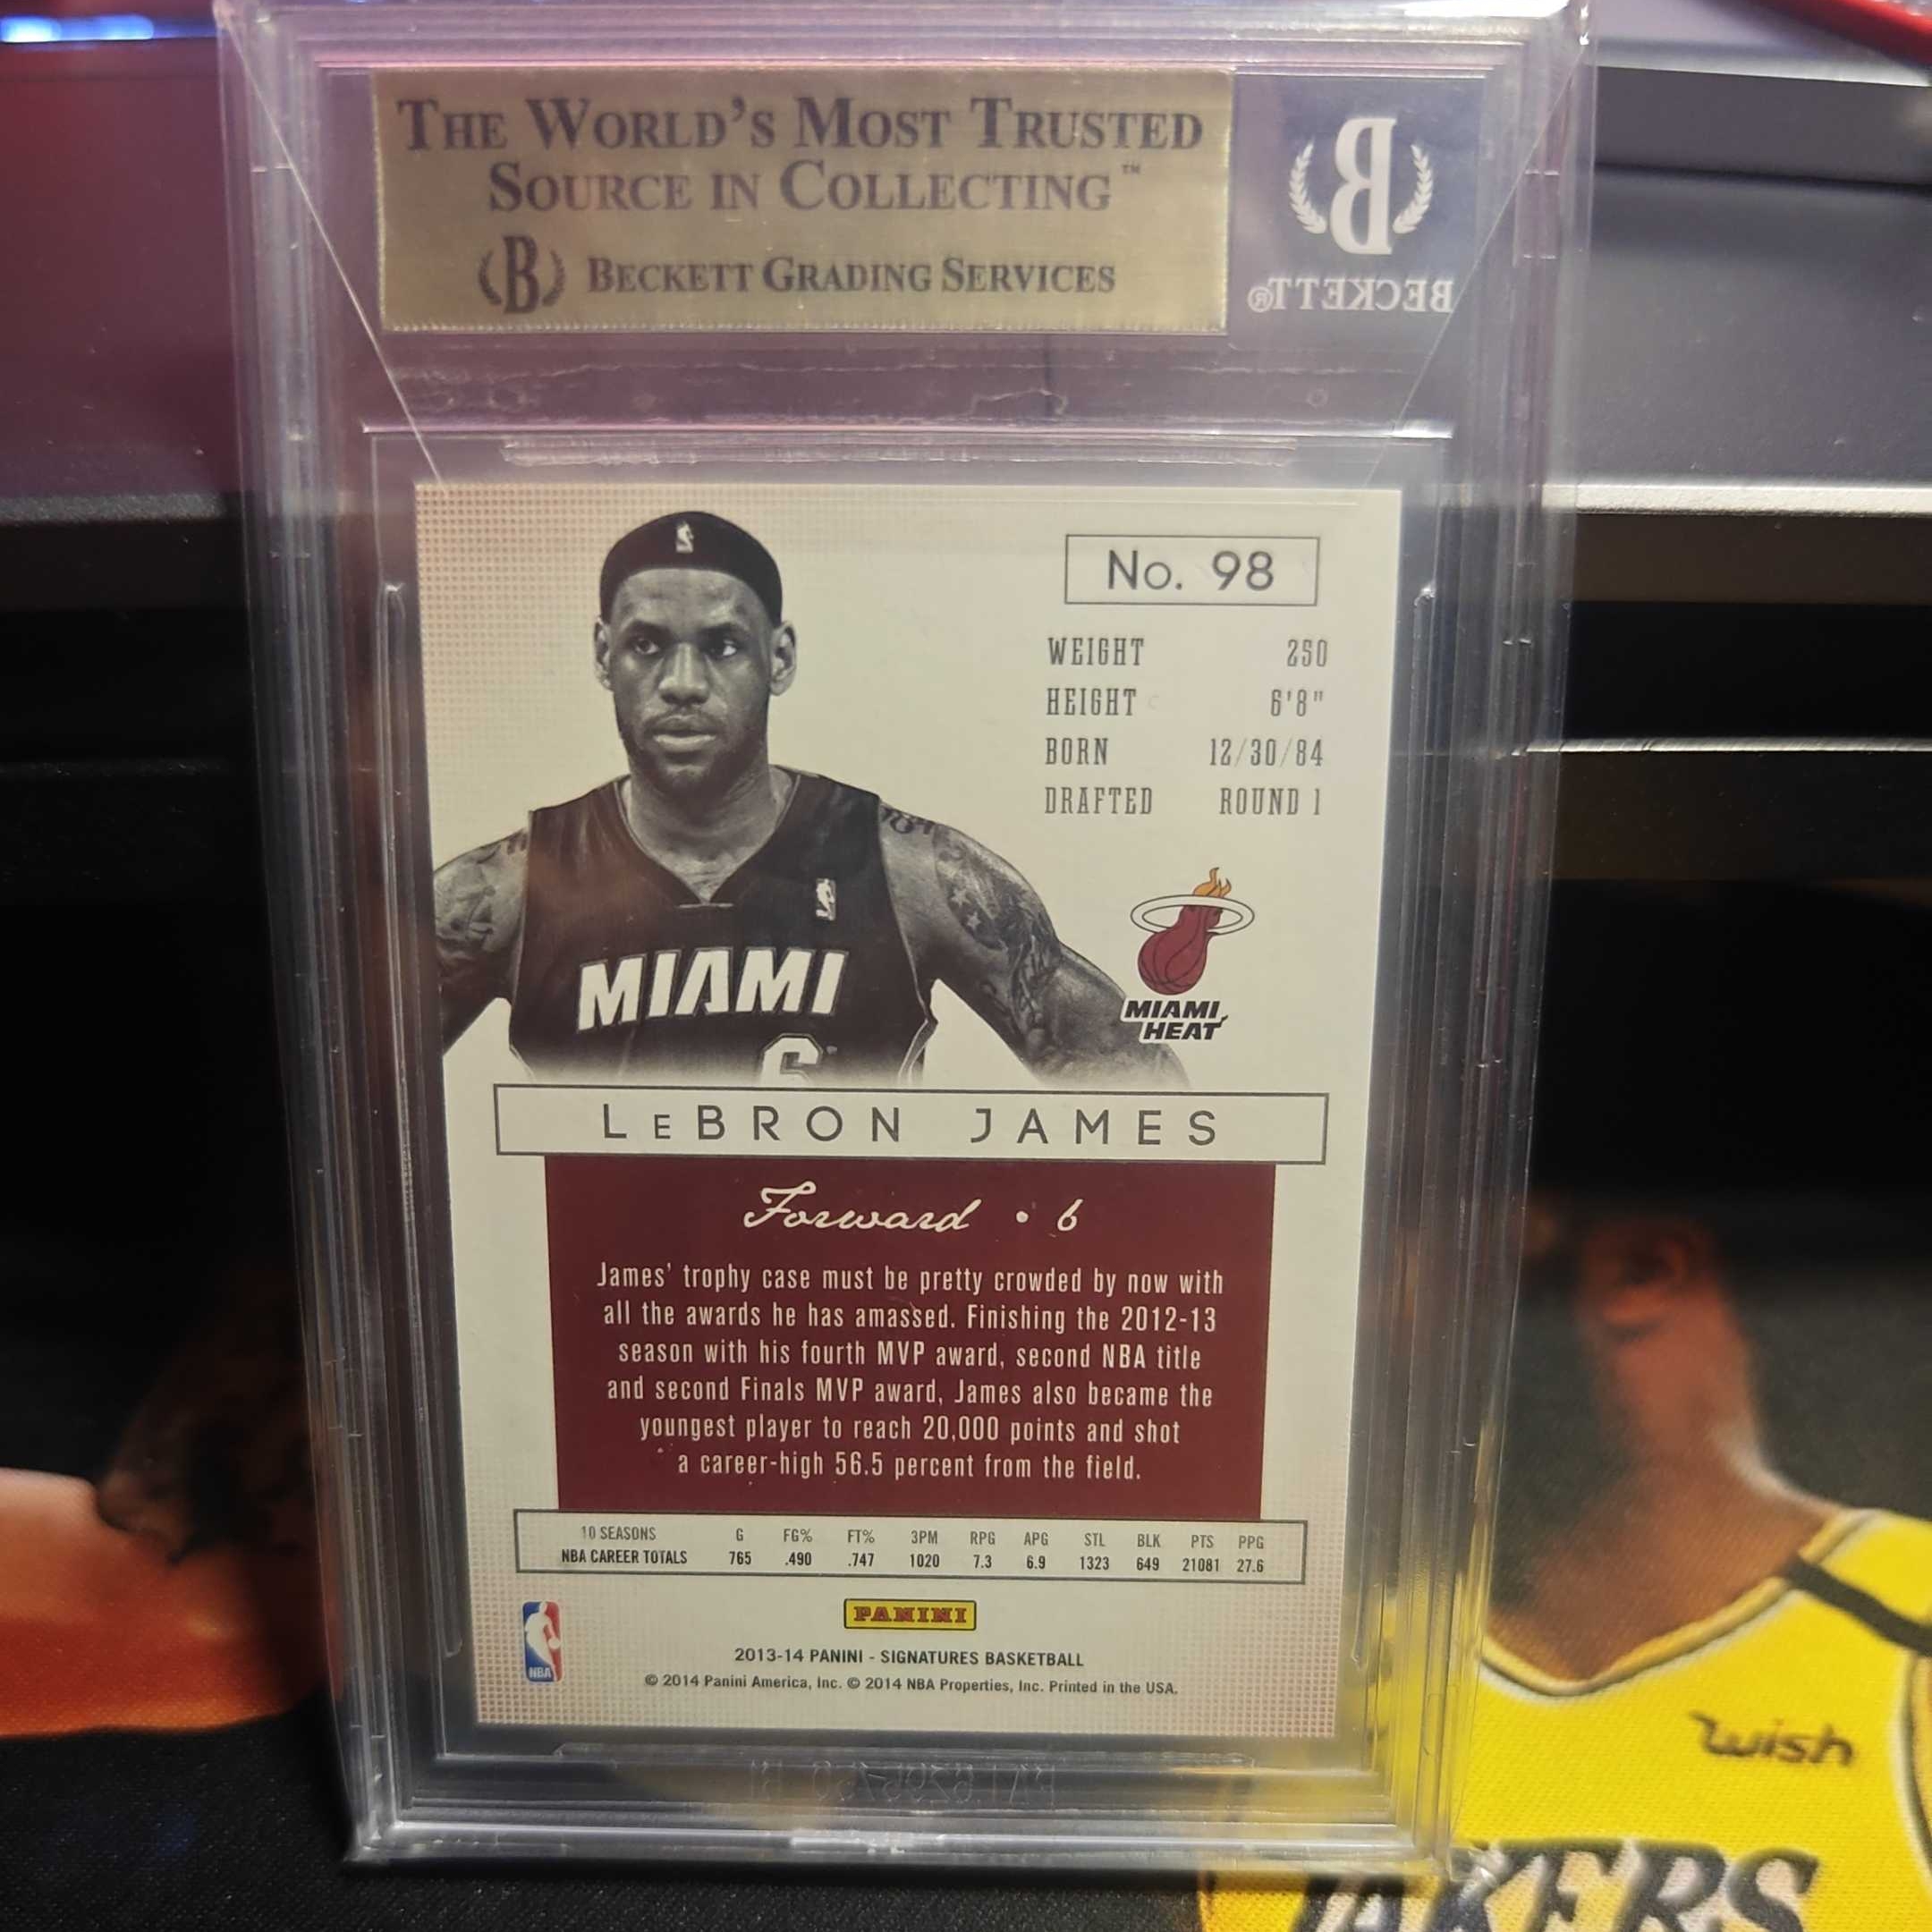 THE WORLD'S MOST TRUSTED
SOURCE IN COLLECTING™
B BECKETT GRADING SERVICES
B
BECKETT®
No. 98
WEIGHT 250
HEIGHT 6'8"
BORN 12/30/84
DRAFTED ROUND 1
MIAMI
6
MIAMI
HEAT
LeBRON JAMES
Forward • 6
James' trophy case must be pretty crowded by now with
all the awards he has amassed. Finishing the 2012-13
season with his fourth MVP award, second NBA title
and second Finals MVP award, James also became the
youngest player to reach 20,000 points and shot
a career-high 56.5 percent from the field.
10 SEASONS G FG% FT% 3PM RPG APG STL BLK PTS PPG
NBA CAREER TOTALS 765 .490 .747 1020 7.3 6.9 1323 649 21081 27.6
NBA
PANINI
2013-14 PANINI - SIGNATURES BASKETBALL
© 2014 Panini America, Inc. © 2014 NBA Properties, Inc. Printed in the USA.
wish
AKERS